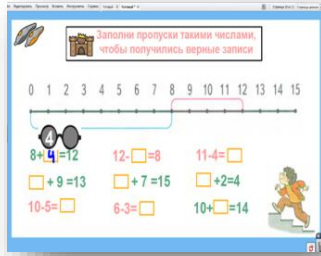 Заполни пропуски такими числами,
чтобы получились верные записи
0 1 2 3 4 5 6 7 8 9 10 11 12 13 14 15
4
8+4=12 12-□=8 11-4=□
□+9=13 □+7=15 □+2=4
10-5=□ 6-3=□ 10+□=14